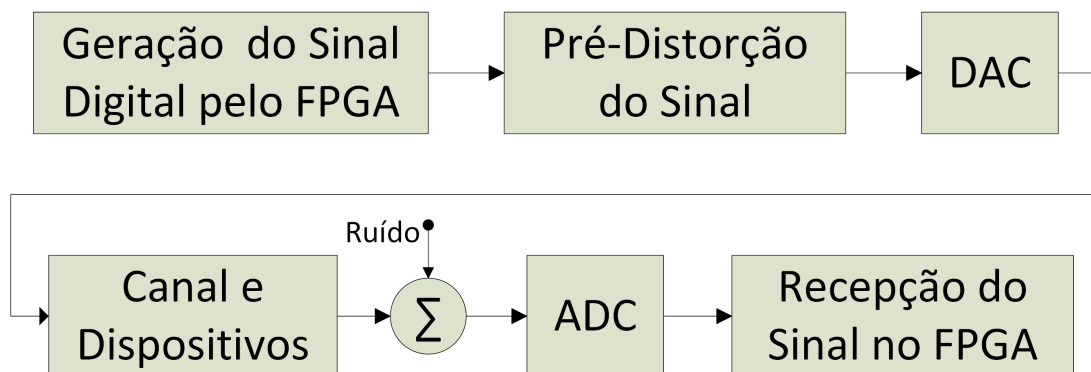 Geração do Sinal
Digital pelo FPGA
Pré-Distorção
do Sinal
DAC
Ruído
Canal e
Dispositivos
∑
ADC
Recepção do
Sinal no FPGA